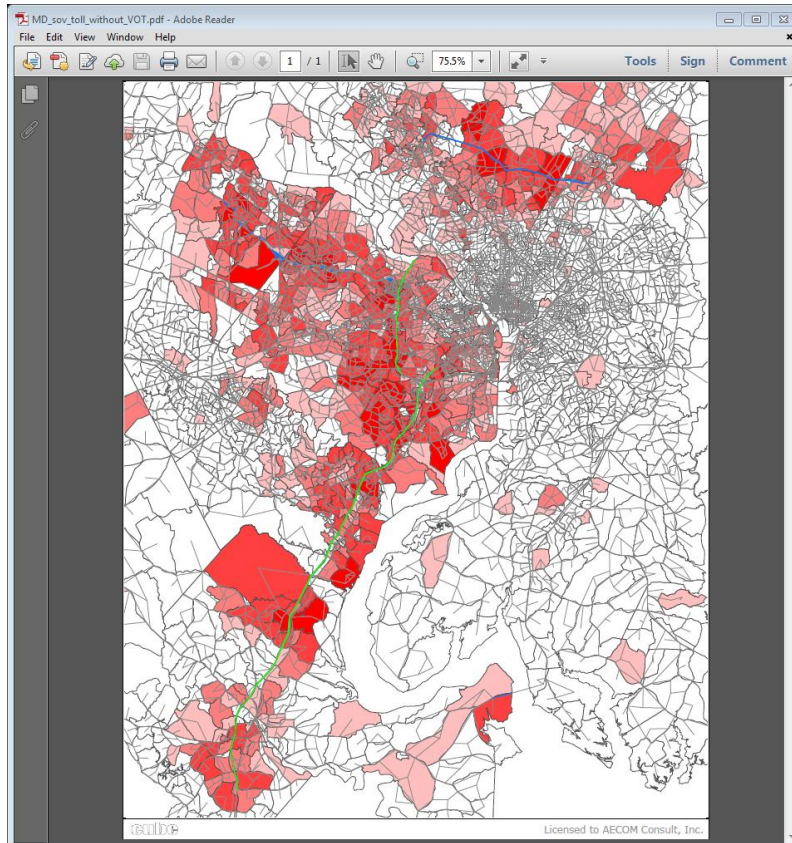 MD_sov_toll_without_VOT.pdf - Adobe Reader
File Edit View Window Help
1 / 1 75.5% Tools Sign Comment
cube Licensed to AECOM Consult, Inc.